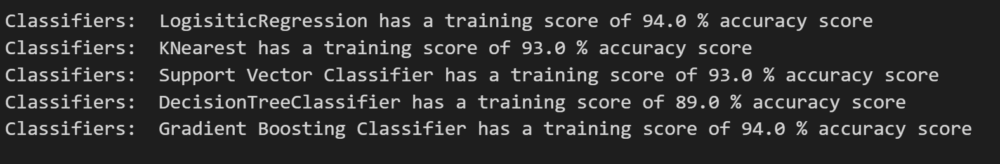 Classifiers:  LogisiticRegression has a training score of 94.0 % accuracy score
Classifiers:  KNearest has a training score of 93.0 % accuracy score
Classifiers:  Support Vector Classifier has a training score of 93.0 % accuracy score
Classifiers:  DecisionTreeClassifier has a training score of 89.0 % accuracy score
Classifiers:  Gradient Boosting Classifier has a training score of 94.0 % accuracy score